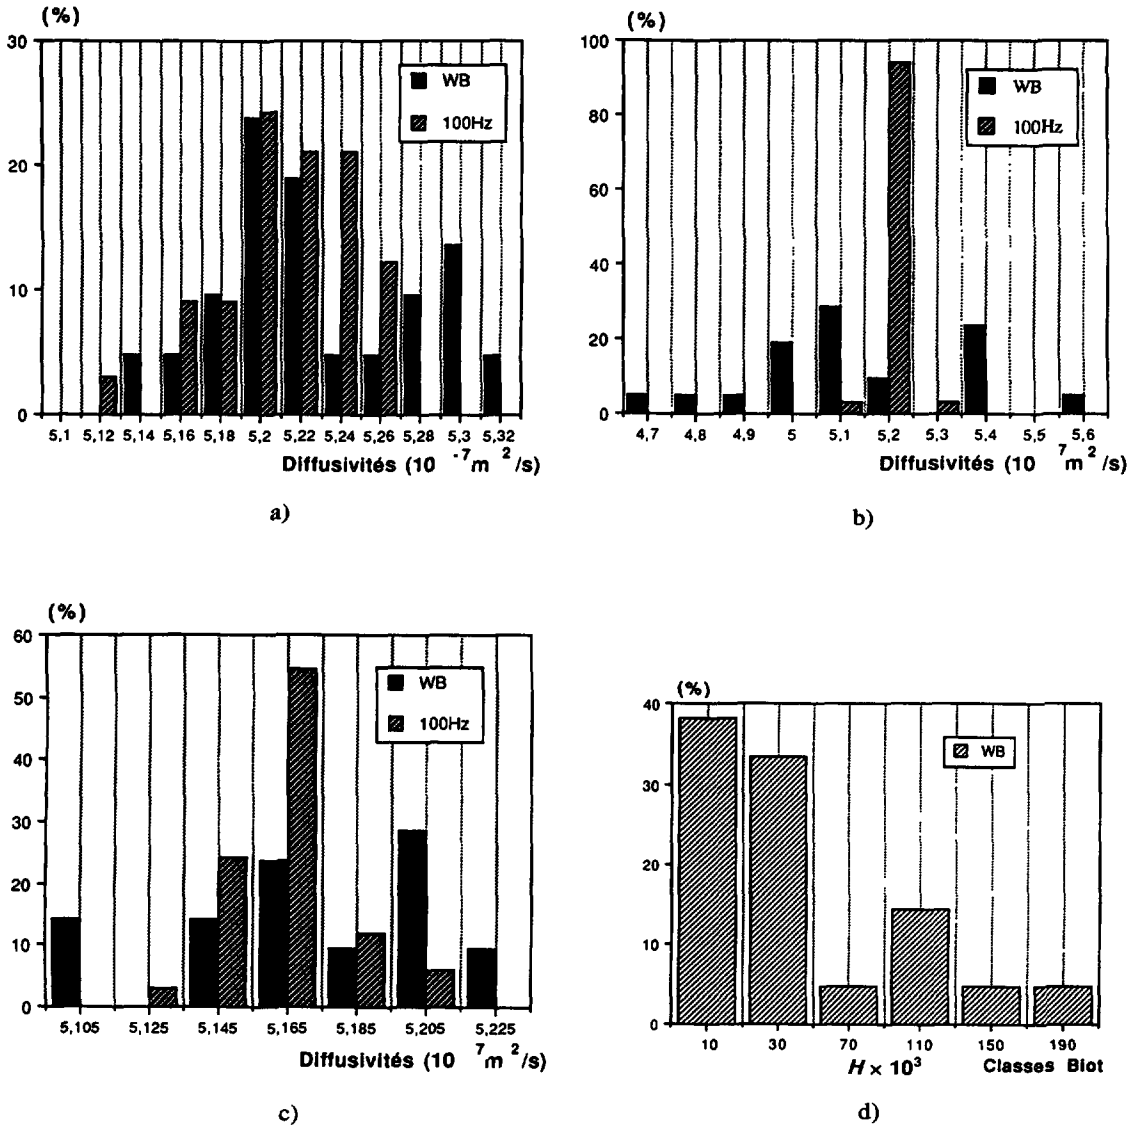 (%)
30
20
10
0
WB
100Hz
5,1 5,12 5,14 5,16 5,18 5,2 5,22 5,24 5,26 5,28 5,3 5,32
Diffusivités (10 -7 m 2 /s)
a)
(%)
100
80
60
40
20
0
WB
100Hz
4,7 4,8 4,9 5 5,1 5,2 5,3 5,4 5,5 5,6
Diffusivités (10 7 m 2 /s)
b)
(%)
60
50
40
30
20
10
0
WB
100Hz
5,105 5,125 5,145 5,165 5,185 5,205 5,225
Diffusivités (10 7 m 2 /s)
c)
(%)
40
30
20
10
0
WB
10 30 70 110 150 190
H × 10³ Classes Biot
d)